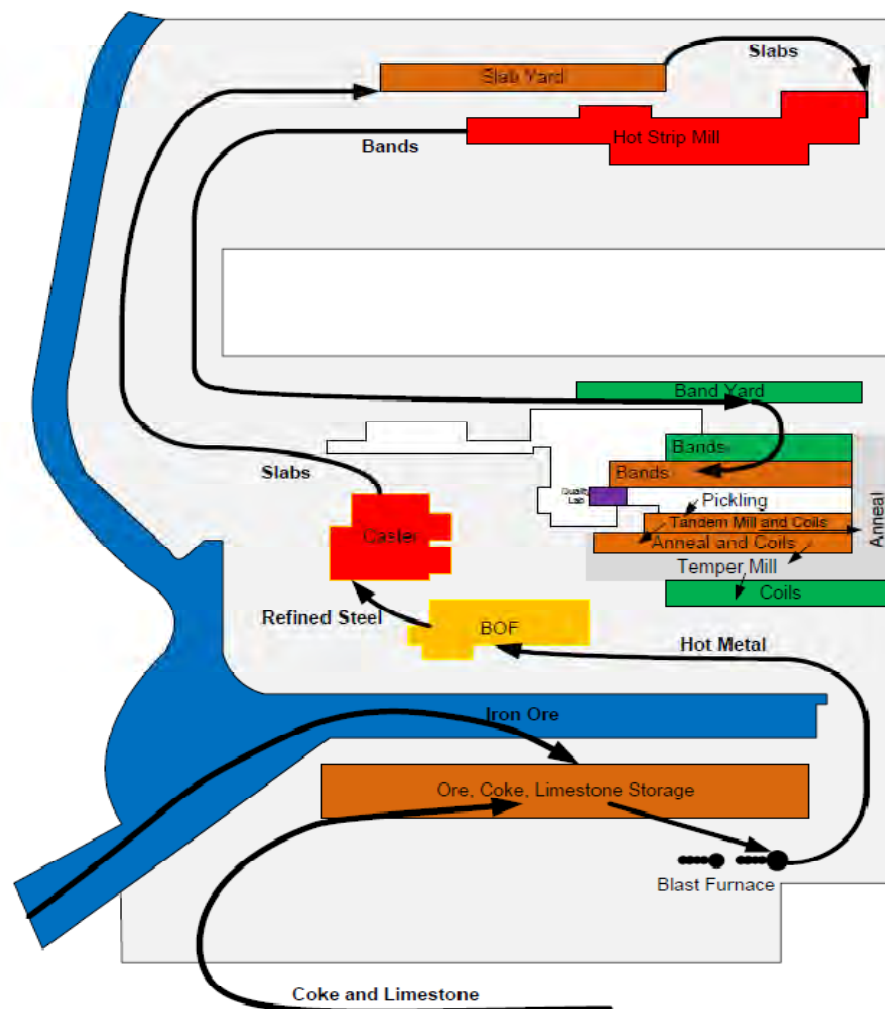 Slabs
Slab Yard
Hot Strip Mill
Bands
Band Yard
Bands
Bands
Slabs
Quality
Lab
Pickling
Anneal
Tandem Mill and Coils
Caster
Anneal and Coils
Temper Mill
Coils
Refined Steel
BOF
Hot Metal
Iron Ore
Ore, Coke, Limestone Storage
Blast Furnace
Coke and Limestone